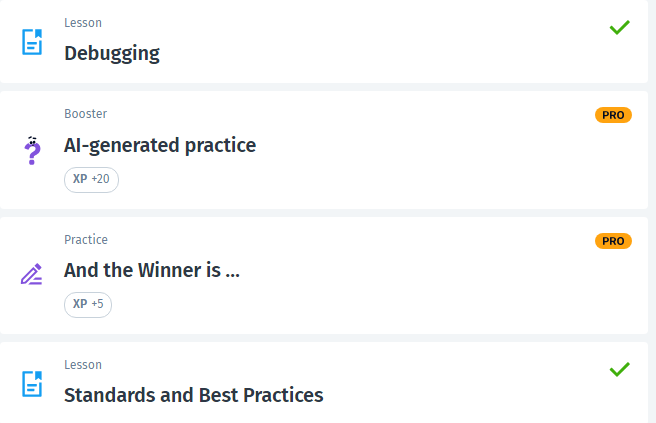 Lesson
Debugging
Booster
PRO
AI-generated practice
XP +20
Practice
PRO
And the Winner is ...
XP +5
Lesson
Standards and Best Practices